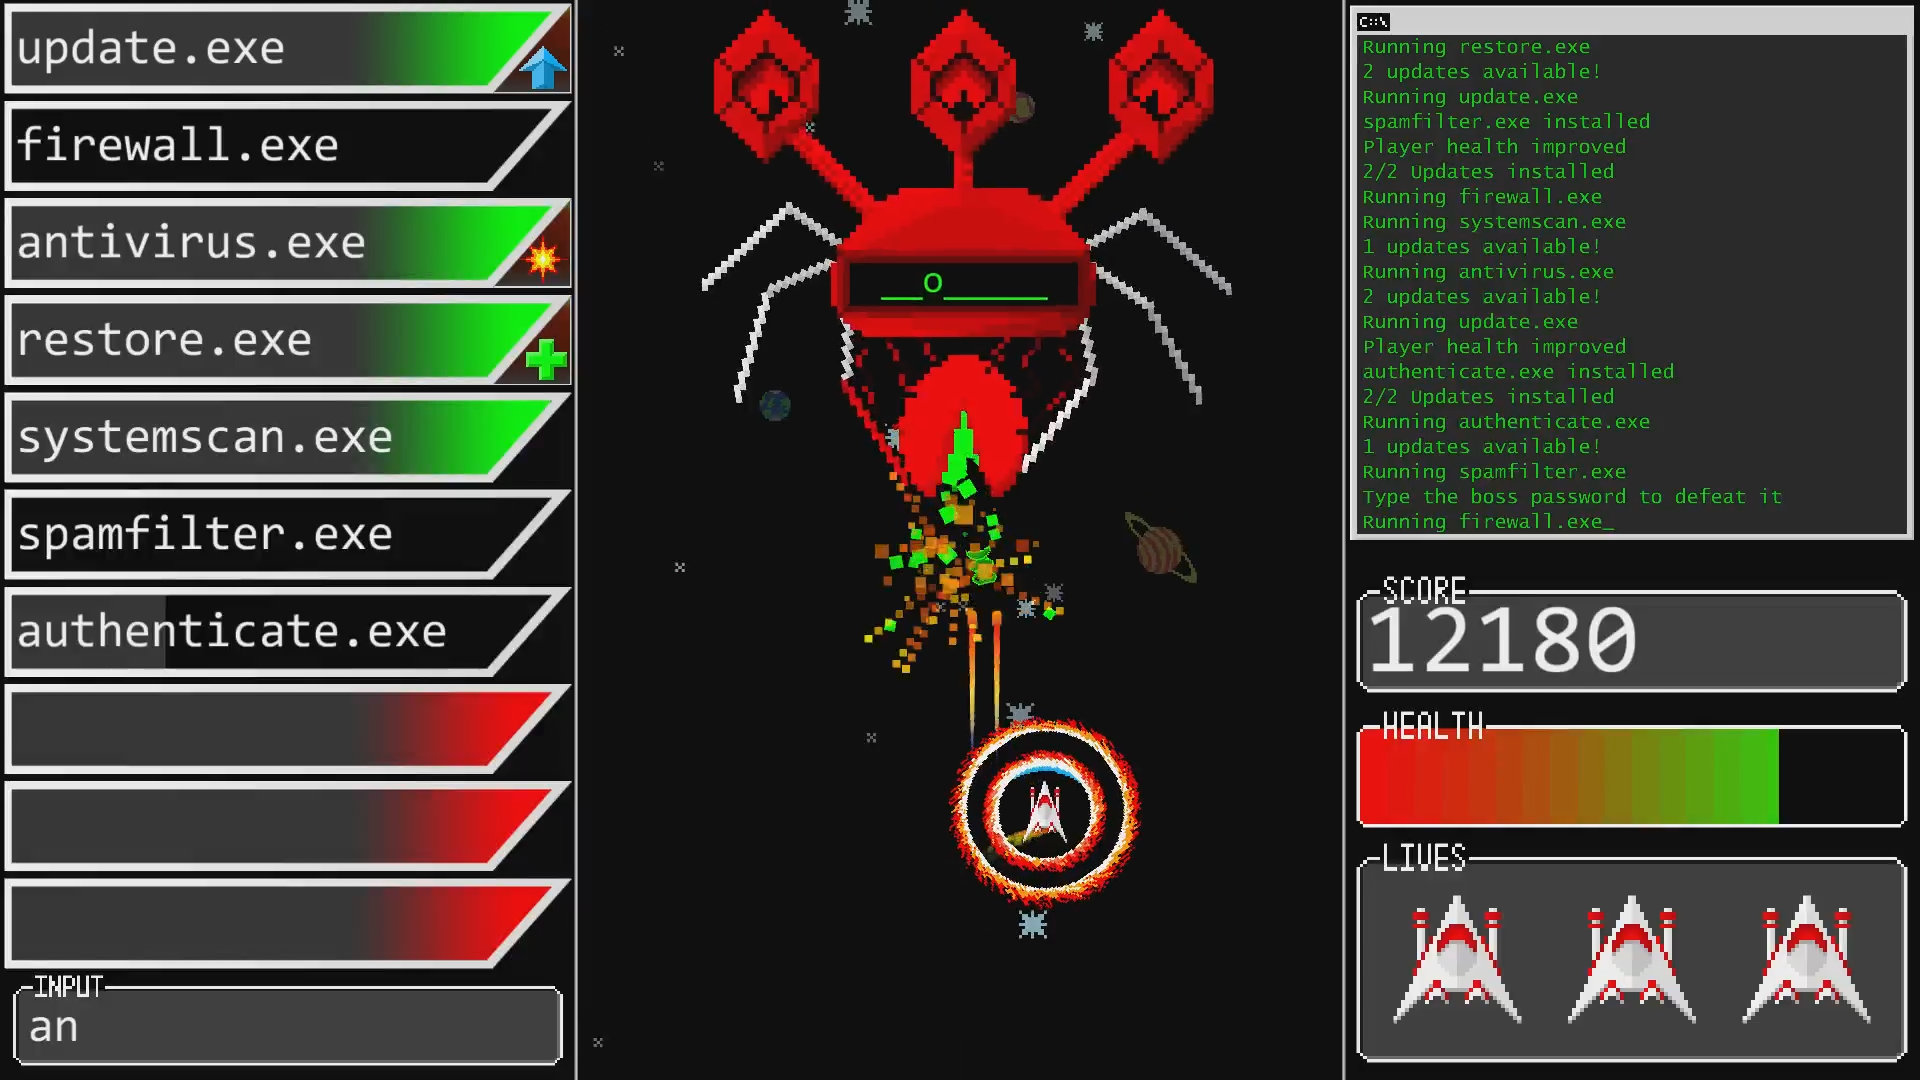 update.exe
firewall.exe
antivirus.exe
restore.exe
systemscan.exe
spamfilter.exe
authenticate.exe
INPUT
an
__o_______
C:\
Running restore.exe
2 updates available!
Running update.exe
spamfilter.exe installed
Player health improved
2/2 Updates installed
Running firewall.exe
Running systemscan.exe
1 updates available!
Running antivirus.exe
2 updates available!
Running update.exe
Player health improved
authenticate.exe installed
2/2 Updates installed
Running authenticate.exe
1 updates available!
Running spamfilter.exe
Type the boss password to defeat it
Running firewall.exe_
SCORE
12180
HEALTH
LIVES